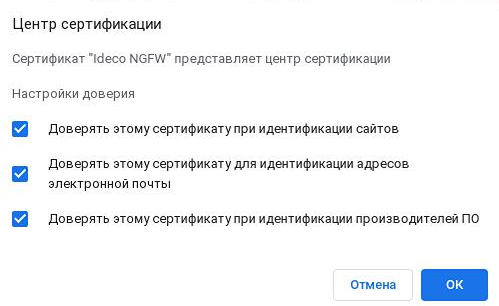 Центр сертификации
Сертификат "Ideco NGFW" представляет центр сертификации
Настройки доверия
Доверять этому сертификату при идентификации сайтов
Доверять этому сертификату для идентификации адресов
электронной почты
Доверять этому сертификату при идентификации производителей ПО
Отмена
ОК